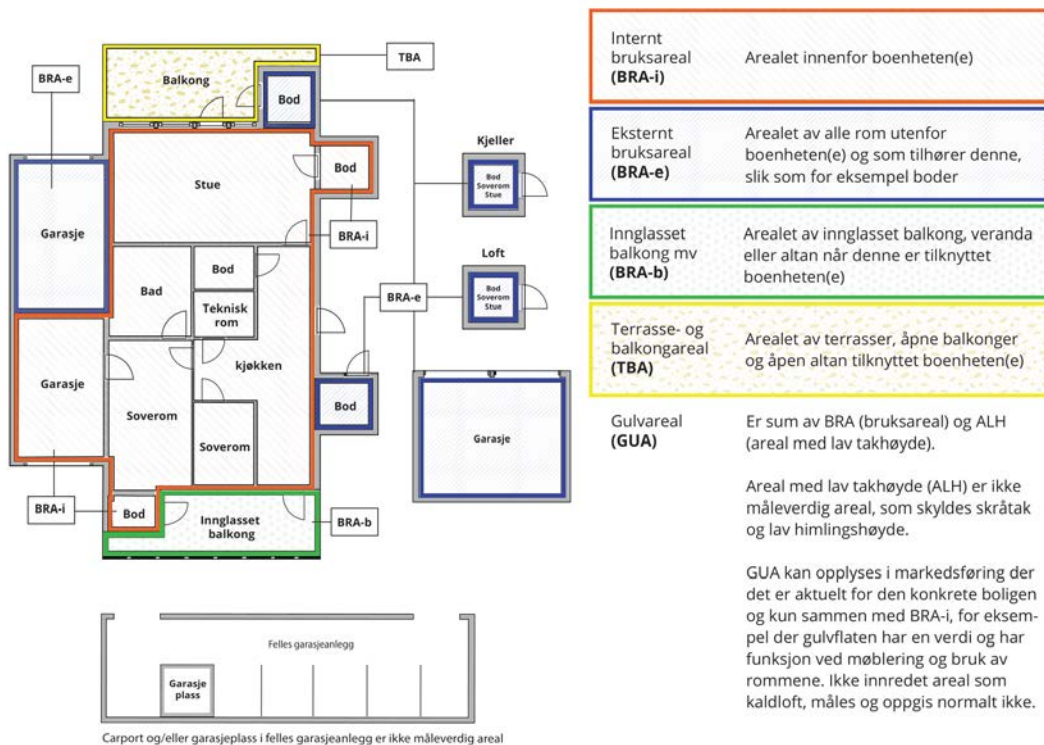 TBA
BRA-e
Balkong
Bod
Kjeller
Bod
Bod
Soverom
Stue
Stue
Garasje
BRA-i
Loft
Bod
Bad
BRA-e
Bod
Soverom
Stue
Teknisk
rom
Garasje
kjøkken
Soverom
Bod
Soverom
Garasje
BRA-i
Bod
Innglasset
balkong
BRA-b
Felles garasjeanlegg
Garasje
plass
Carport og/eller garasjeplass i felles garasjeanlegg er ikke måleverdig areal
Internt
bruksareal
(BRA-i)
Arealet innenfor boenheten(e)
Eksternt
bruksareal
(BRA-e)
Arealet av alle rom utenfor
boenheten(e) og som tilhører denne,
slik som for eksempel boder
Innglasset
balkong mv
(BRA-b)
Arealet av innglasset balkong, veranda
eller altan når denne er tilknyttet
boenheten(e)
Terrasse- og
balkongareal
(TBA)
Arealet av terrasser, åpne balkonger
og åpen altan tilknyttet boenheten(e)
Gulvareal
(GUA)
Er sum av BRA (bruksareal) og ALH
(areal med lav takhøyde).
Areal med lav takhøyde (ALH) er ikke
måleverdig areal, som skyldes skråtak
og lav himlingshøyde.
GUA kan opplyses i markedsføring der
det er aktuelt for den konkrete boligen
og kun sammen med BRA-i, for eksem-
pel der gulvflaten har en verdi og har
funksjon ved møblering og bruk av
rommene. Ikke innredet areal som
kaldloft, måles og oppgis normalt ikke.